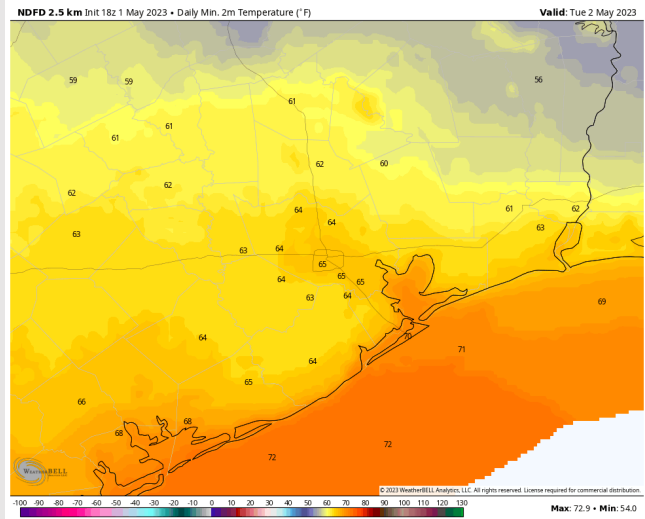 NDFD 2.5 km Init 18z 1 May 2023 • Daily Min. 2m Temperature (°F)
Valid: Tue 2 May 2023
59 59 56
61
61
61
62 60
62
62
64 61 62
63 64 63
63 64
65
64 65 65
63 64 69
64 70
71
64
65
66
68 68
72
72
WEATHERBELL
© 2023 WeatherBELL Analytics, LLC. All rights reserved. License required for commercial distribution.
-100 -90 -80 -70 -60 -50 -40 -30 -20 -10 0 10 20 30 40 50 60 70 80 90 100 110 120 130
Max: 72.9 • Min: 54.0